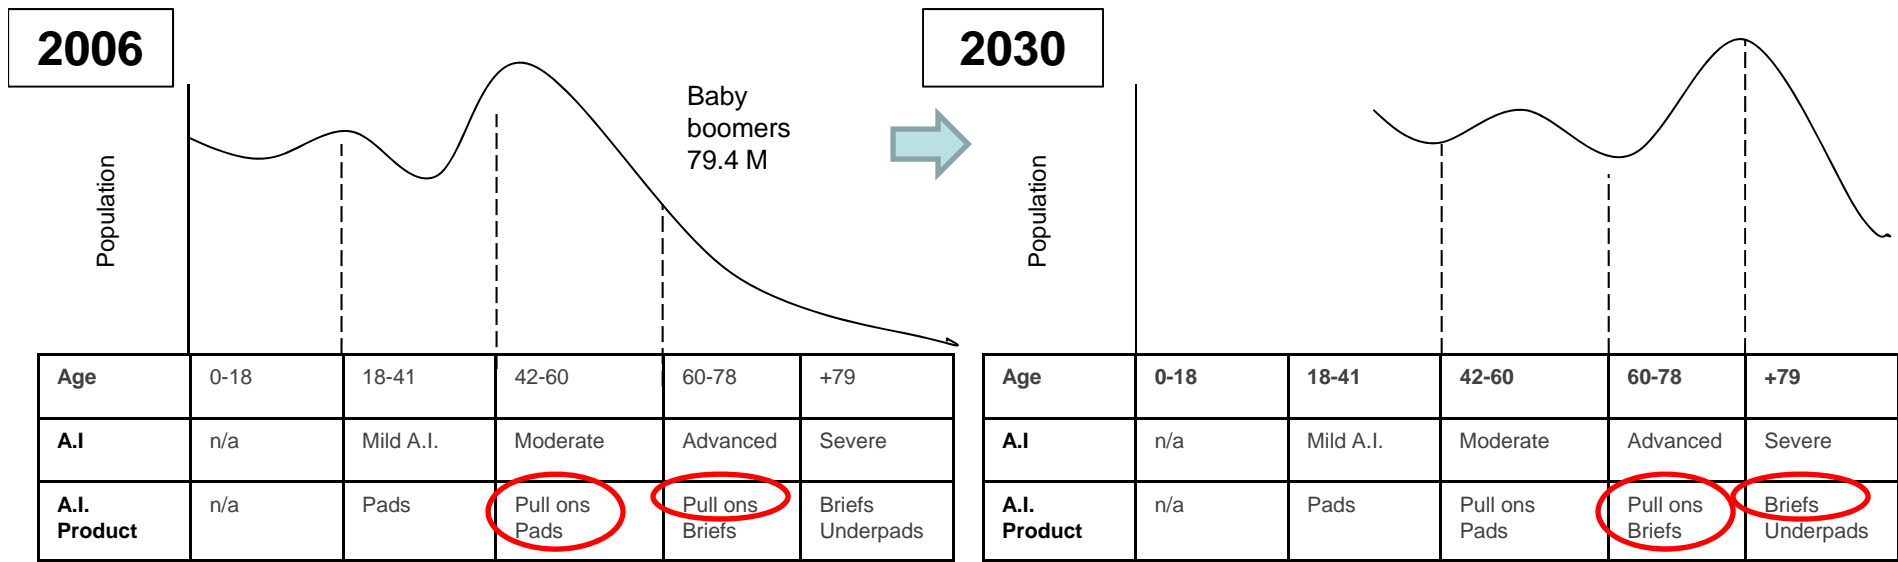 2006
2030
Baby
boomers
79.4 M
Population
Population
Age 0-18 18-41 42-60 60-78 +79
A.I n/a Mild A.I. Moderate Advanced Severe
A.I. n/a Pads Pull ons Pull ons Briefs
Product Pads Briefs Underpads
Age 0-18 18-41 42-60 60-78 +79
A.I n/a Mild A.I. Moderate Advanced Severe
A.I. n/a Pads Pull ons Pull ons Briefs
Product Pads Briefs Underpads